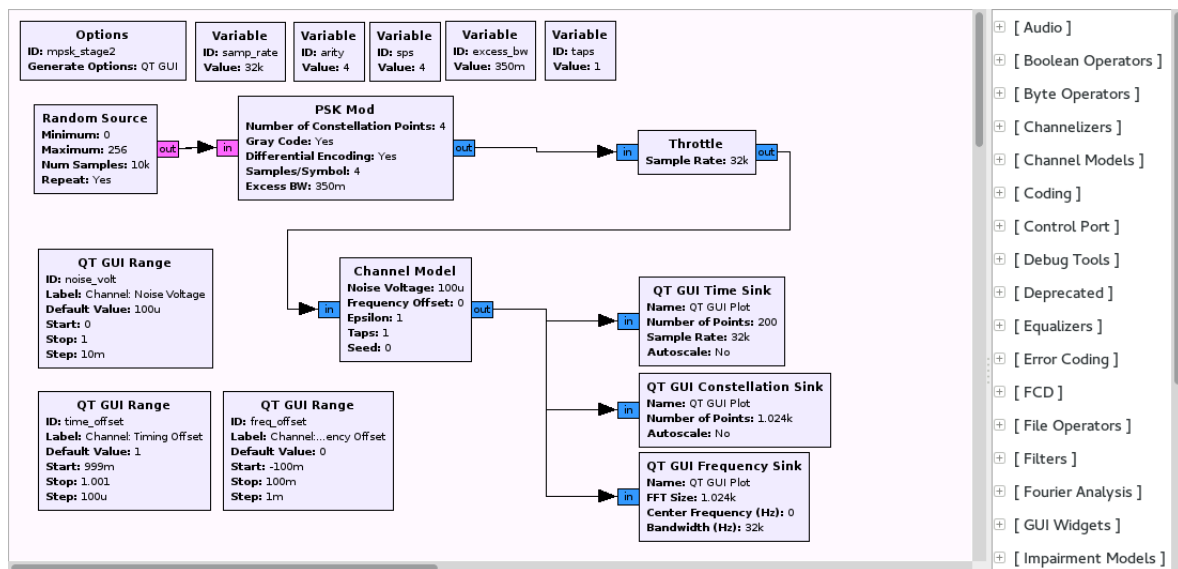 Options
ID: mpsk_stage2
Generate Options: QT GUI
Variable
ID: samp_rate
Value: 32k
Variable
ID: arity
Value: 4
Variable
ID: sps
Value: 4
Variable
ID: excess_bw
Value: 350m
Variable
ID: taps
Value: 1
Random Source
Minimum: 0
Maximum: 256
Num Samples: 10k
Repeat: Yes
out
in
PSK Mod
Number of Constellation Points: 4
Gray Code: Yes
Differential Encoding: Yes
Samples/Symbol: 4
Excess BW: 350m
out
in
Throttle
Sample Rate: 32k
out
QT GUI Range
ID: noise_volt
Label: Channel: Noise Voltage
Default Value: 100u
Start: 0
Stop: 1
Step: 10m
in
Channel Model
Noise Voltage: 100u
Frequency Offset: 0
Epsilon: 1
Taps: 1
Seed: 0
out
in
QT GUI Time Sink
Name: QT GUI Plot
Number of Points: 200
Sample Rate: 32k
Autoscale: No
in
QT GUI Constellation Sink
Name: QT GUI Plot
Number of Points: 1.024k
Autoscale: No
QT GUI Range
ID: time_offset
Label: Channel: Timing Offset
Default Value: 1
Start: 999m
Stop: 1.001
Step: 100u
QT GUI Range
ID: freq_offset
Label: Channel:...ency Offset
Default Value: 0
Start: -100m
Stop: 100m
Step: 1m
in
QT GUI Frequency Sink
Name: QT GUI Plot
FFT Size: 1.024k
Center Frequency (Hz): 0
Bandwidth (Hz): 32k
[ Audio ]
[ Boolean Operators ]
[ Byte Operators ]
[ Channelizers ]
[ Channel Models ]
[ Coding ]
[ Control Port ]
[ Debug Tools ]
[ Deprecated ]
[ Equalizers ]
[ Error Coding ]
[ FCD ]
[ File Operators ]
[ Filters ]
[ Fourier Analysis ]
[ GUI Widgets ]
[ Impairment Models ]